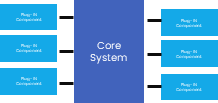 Plug- IN
Component
Plug- IN
Component
Plug- IN
Component
Core
System
Plug- IN
Component
Plug- IN
Component
Plug- IN
Component